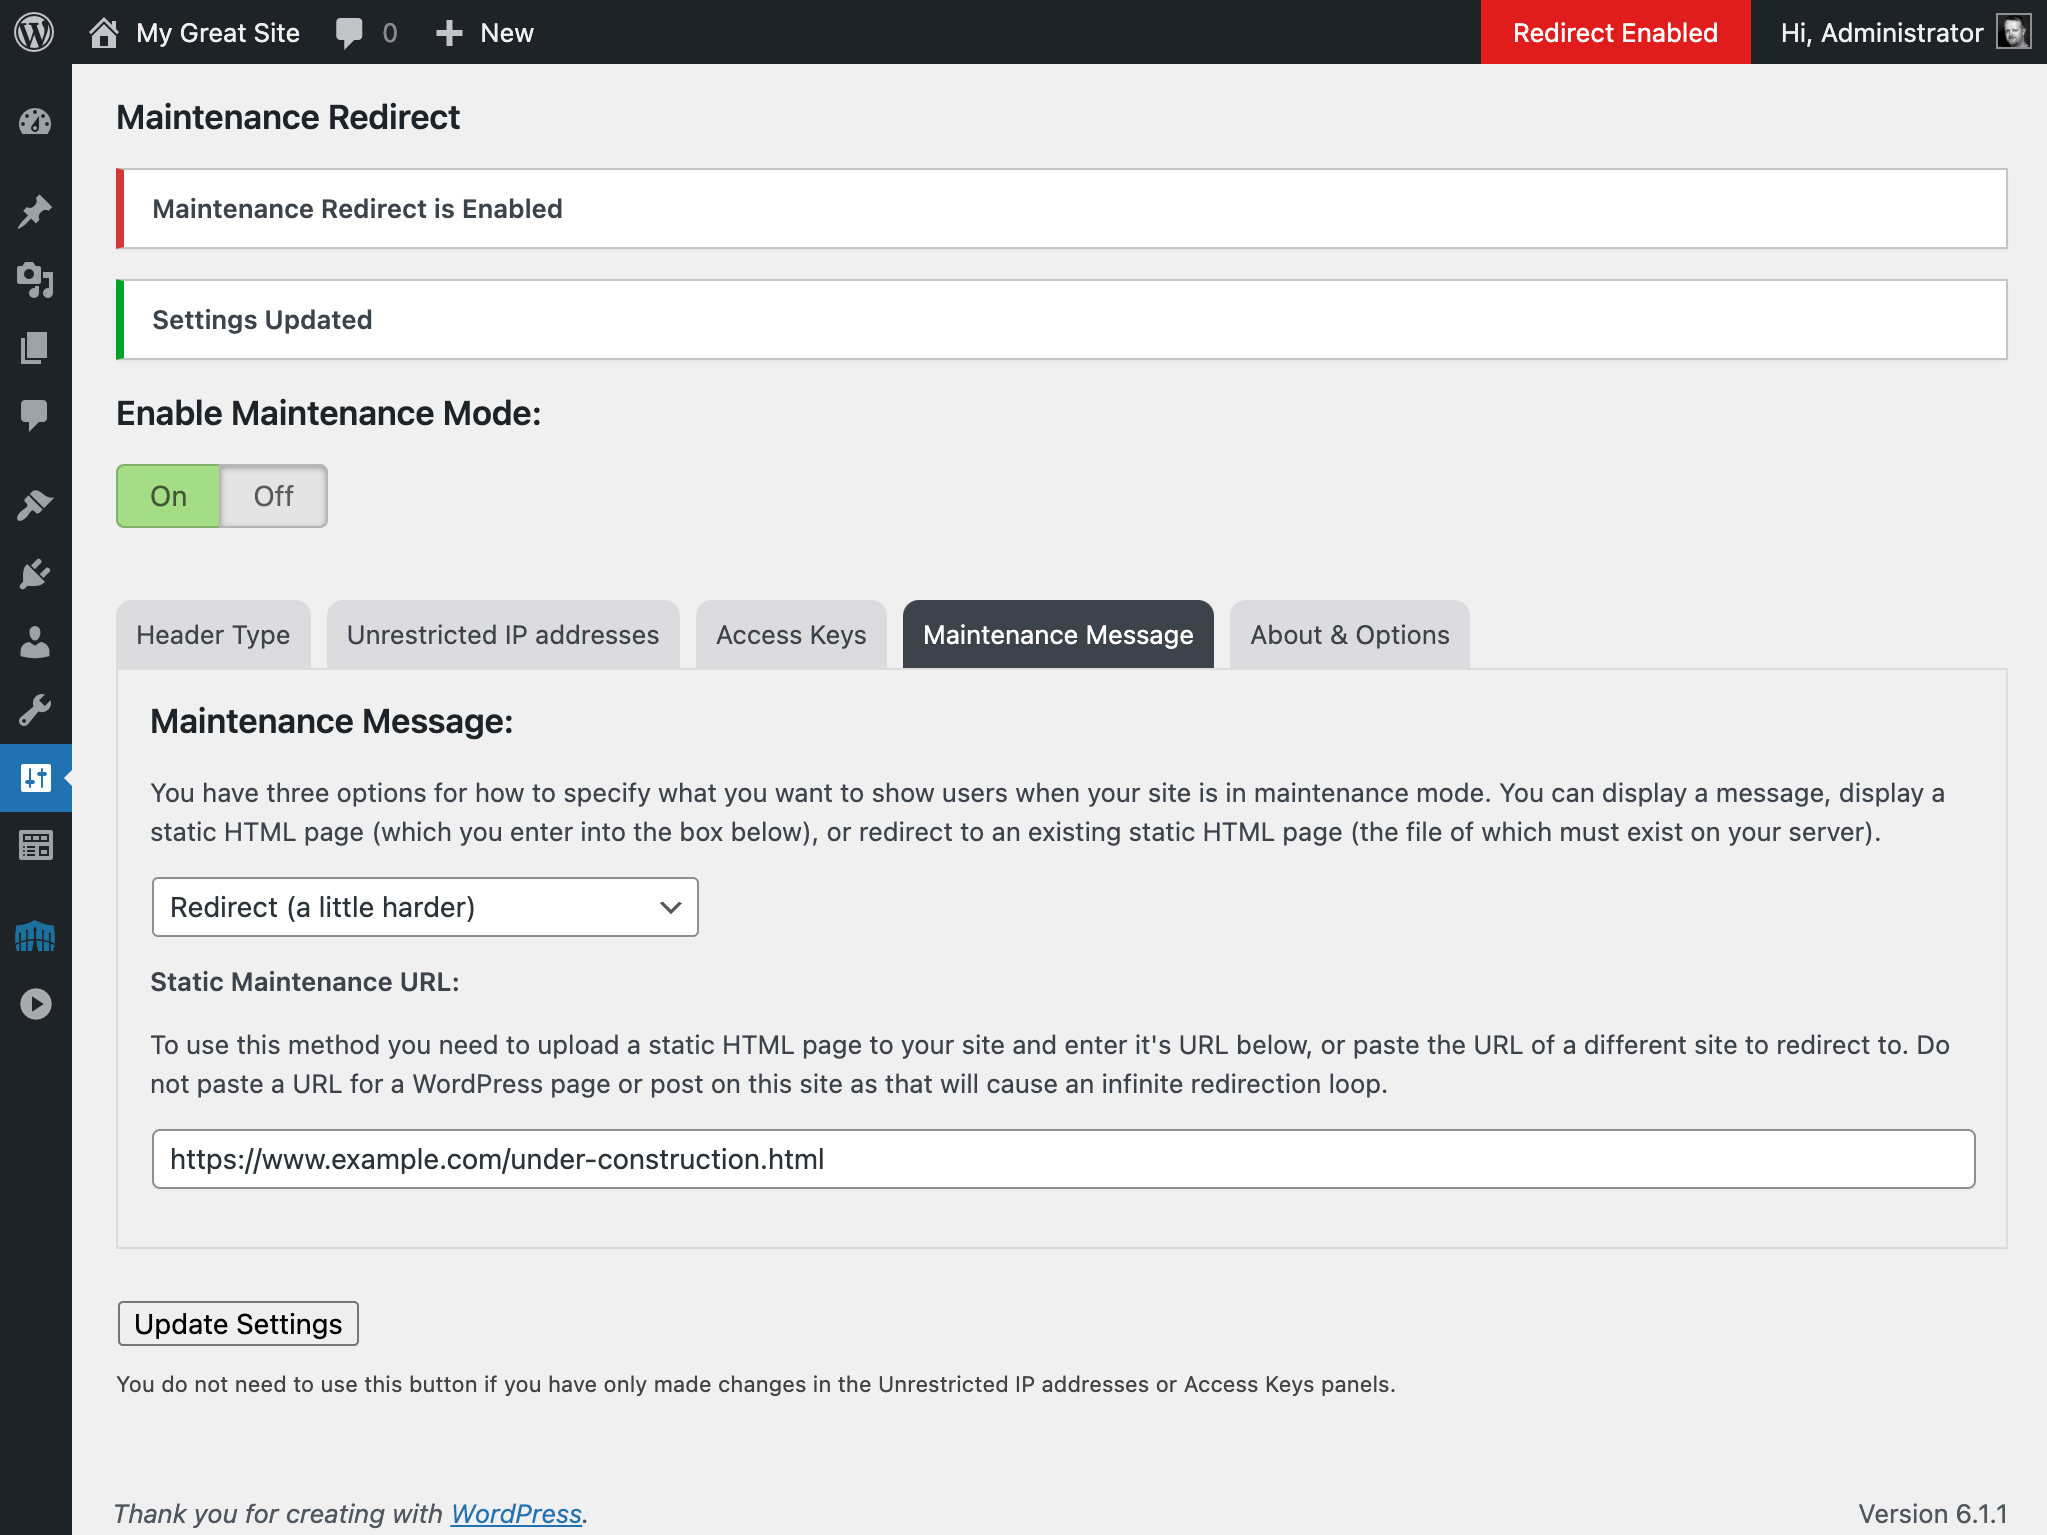 My Great Site 0 New Redirect Enabled Hi, Administrator
Maintenance Redirect
Maintenance Redirect is Enabled
Settings Updated
Enable Maintenance Mode:
On Off
Header Type Unrestricted IP addresses Access Keys Maintenance Message About & Options
Maintenance Message:
You have three options for how to specify what you want to show users when your site is in maintenance mode. You can display a message, display a
static HTML page (which you enter into the box below), or redirect to an existing static HTML page (the file of which must exist on your server).
Redirect (a little harder)
Static Maintenance URL:
To use this method you need to upload a static HTML page to your site and enter it's URL below, or paste the URL of a different site to redirect to. Do
not paste a URL for a WordPress page or post on this site as that will cause an infinite redirection loop.
https://www.example.com/under-construction.html
Update Settings
You do not need to use this button if you have only made changes in the Unrestricted IP addresses or Access Keys panels.
Thank you for creating with WordPress. Version 6.1.1